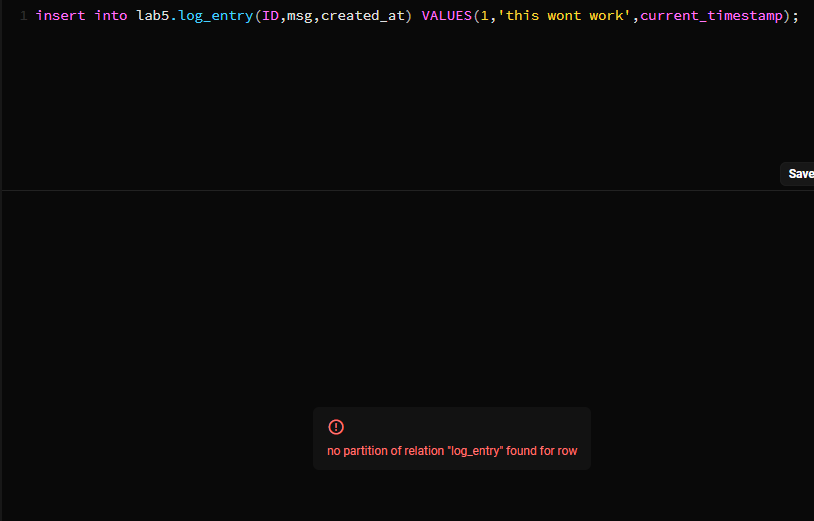 1 insert into lab5.log_entry(ID,msg,created_at) VALUES(1,'this wont work',current_timestamp);
Save
no partition of relation "log_entry" found for row